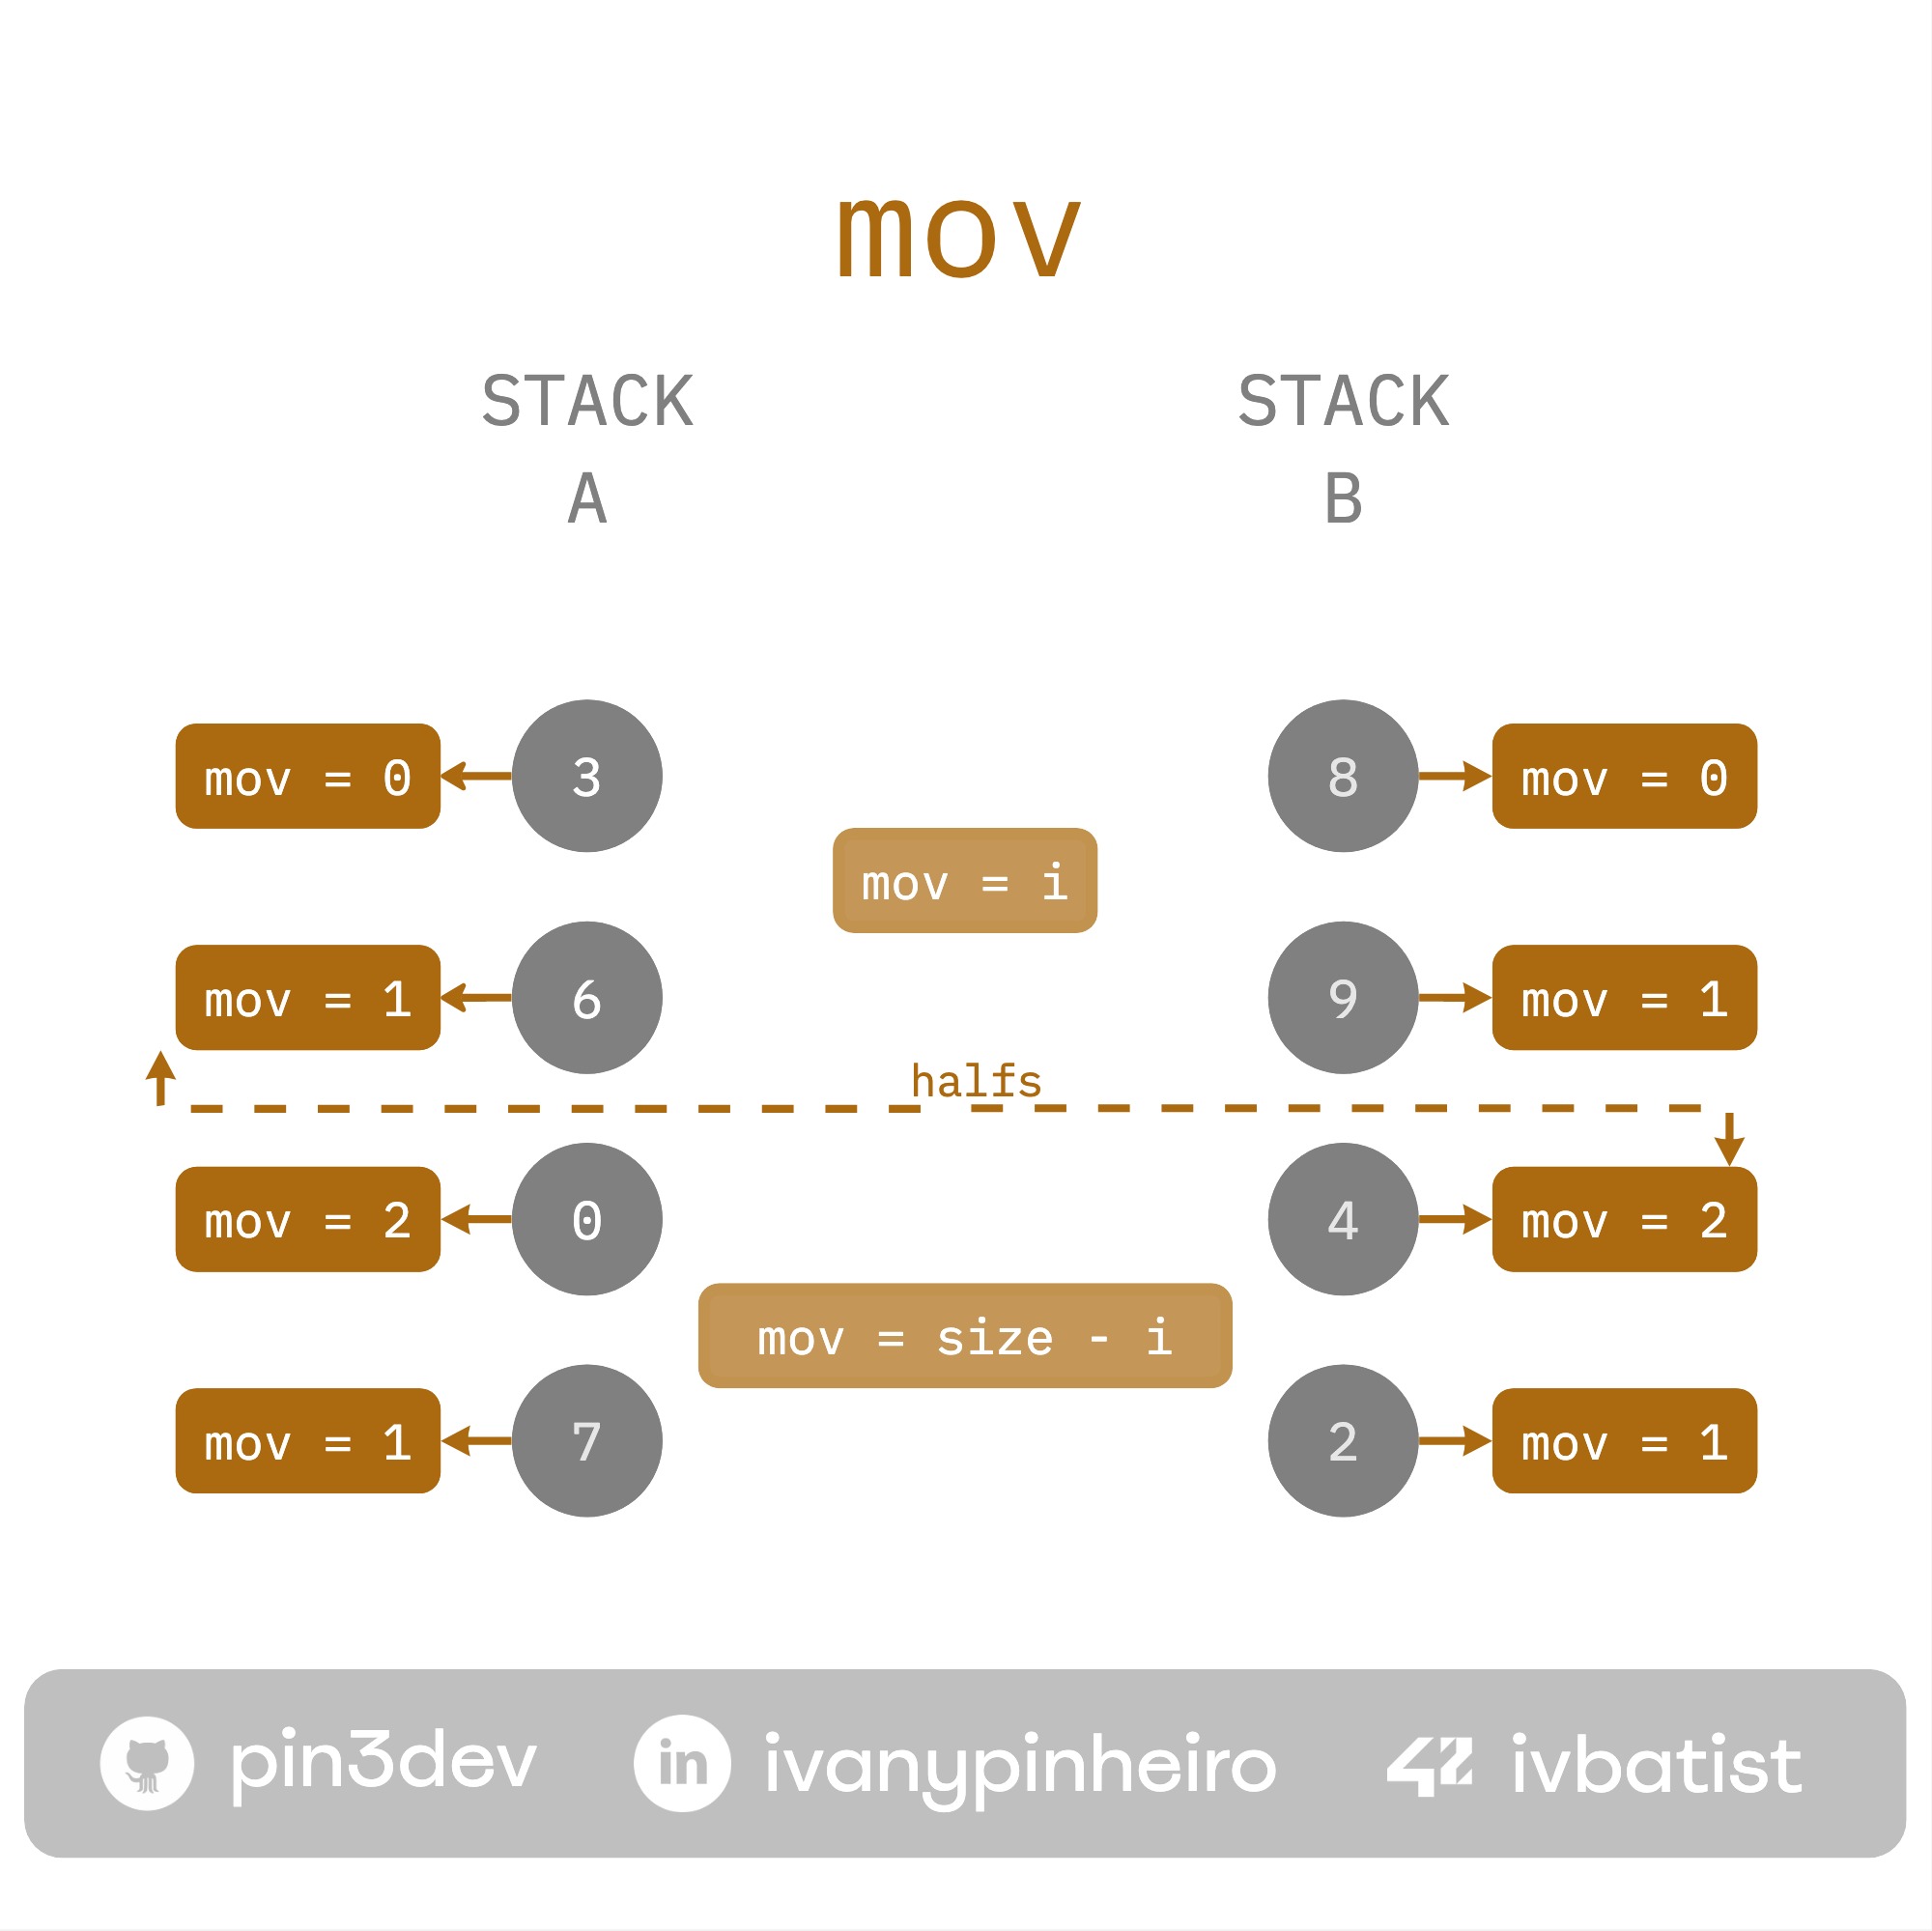 mov
STACK
A
STACK
B
mov = 0
3
8
mov = 0
mov = i
mov = 1
6
9
mov = 1
halfs
mov = 2
0
4
mov = 2
mov = size - i
mov = 1
7
2
mov = 1
pin3dev
in
ivanypinheiro
42
ivbatist